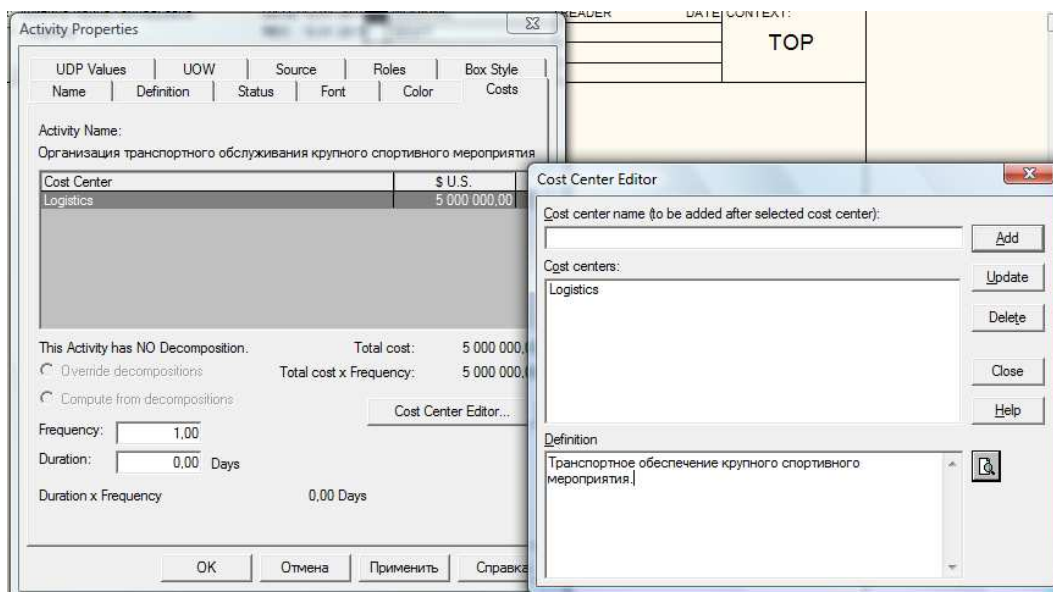 READER DATE CONTEXT:
TOP
Activity Properties
UDP Values UOW Source Roles Box Style
Name Definition Status Font Color Costs
Activity Name:
Организация транспортного обслуживания крупного спортивного мероприятия
Cost Center $ U.S.
Logistics 5 000 000,00
This Activity has NO Decomposition. Total cost: 5 000 000,
Override decompositions Total cost x Frequency: 5 000 000,
Compute from decompositions
Cost Center Editor...
Frequency: 1,00
Duration: 0,00 Days
Duration x Frequency 0,00 Days
OK Отмена Применить Справка
Cost Center Editor
Cost center name (to be added after selected cost center):
Add
Cost centers:
Logistics
Update
Delete
Close
Help
Definition
Транспортное обеспечение крупного спортивного
мероприятия.